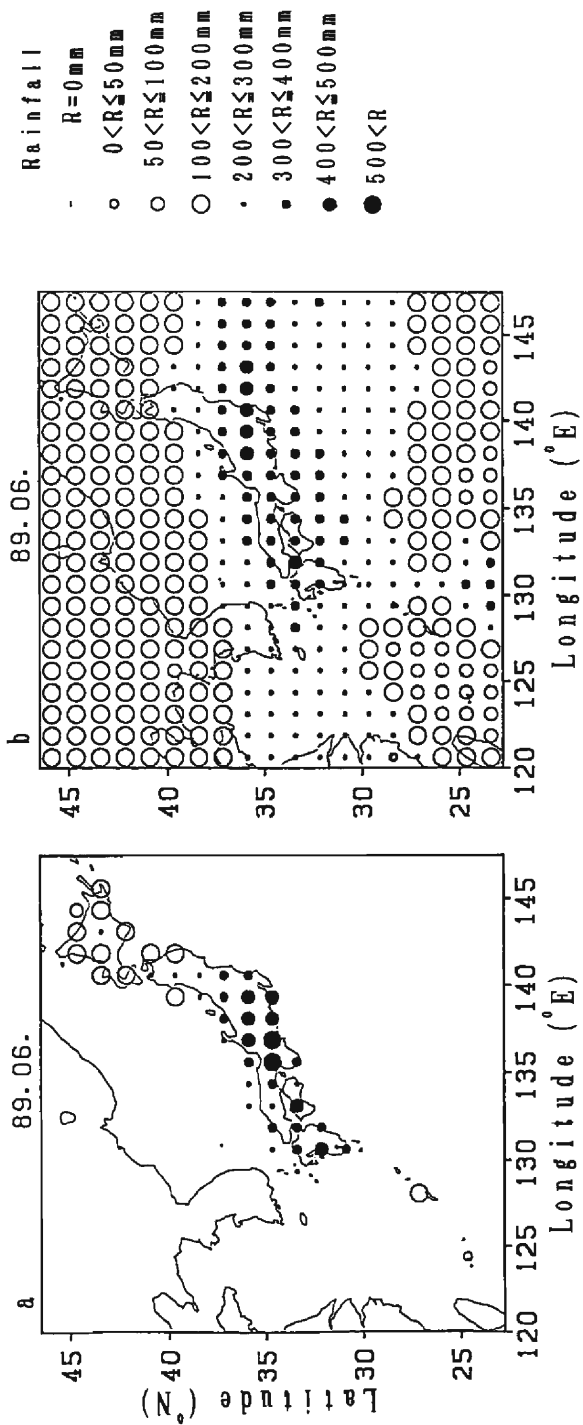 a
89.06.
Latitude (°N)
45
40
35
30
25
120
125
130
135
140
145
Longitude (°E)
b
89.06.
45
40
35
30
25
120
125
130
135
140
145
Longitude (°E)
Rainfall
R=0mm
0<R≦50mm
50<R≦100mm
100<R≦200mm
200<R≦300mm
300<R≦400mm
400<R≦500mm
500<R